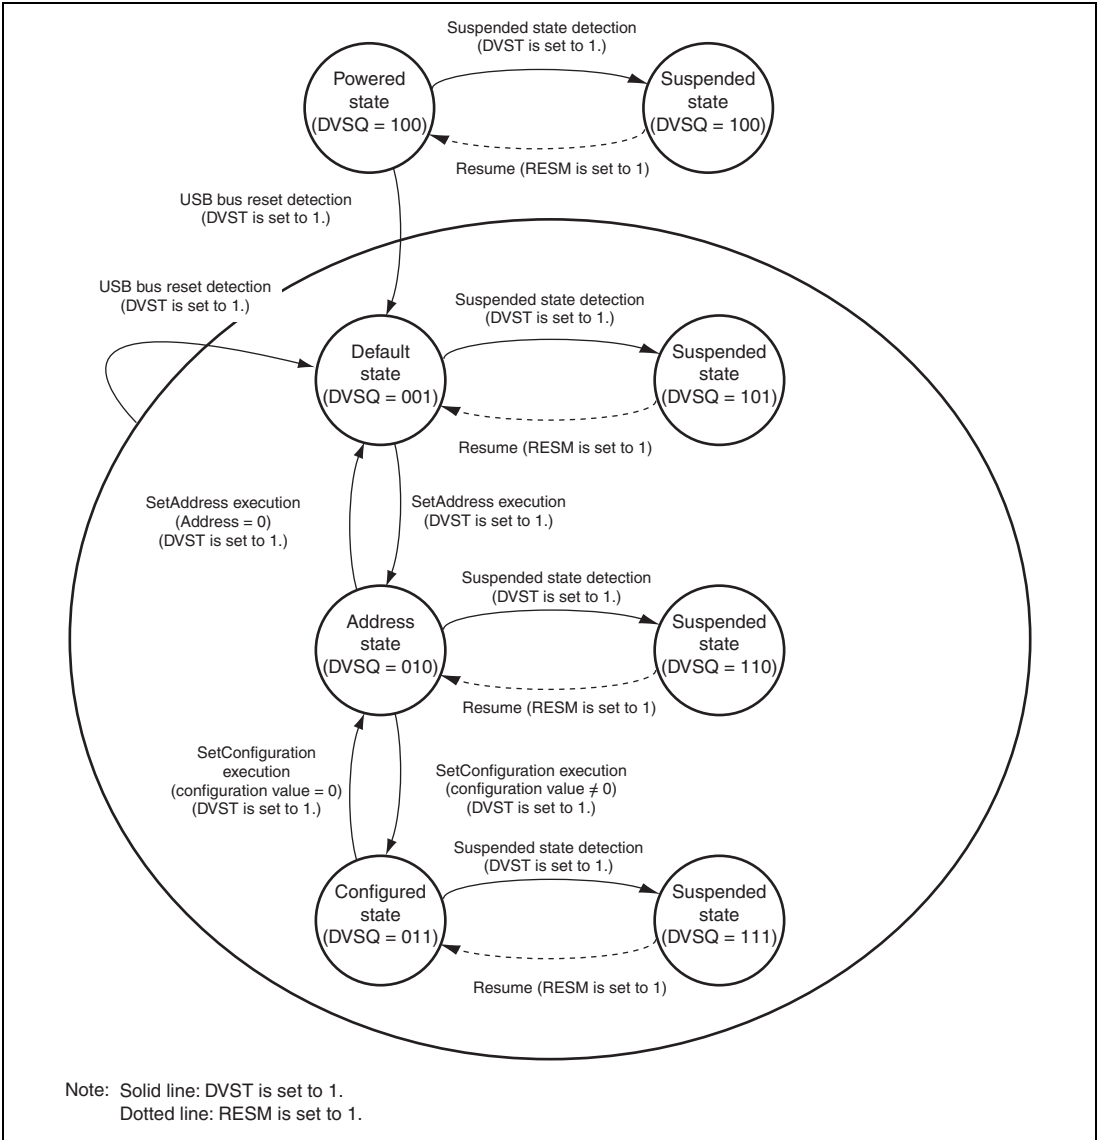 Suspended state detection
(DVST is set to 1.)
Powered
state
(DVSQ = 100)
Suspended
state
(DVSQ = 100)
Resume (RESM is set to 1)
USB bus reset detection
(DVST is set to 1.)
USB bus reset detection
(DVST is set to 1.)
Suspended state detection
(DVST is set to 1.)
Default
state
(DVSQ = 001)
Suspended
state
(DVSQ = 101)
Resume (RESM is set to 1)
SetAddress execution
(Address = 0)
(DVST is set to 1.)
SetAddress execution
(DVST is set to 1.)
Suspended state detection
(DVST is set to 1.)
Address
state
(DVSQ = 010)
Suspended
state
(DVSQ = 110)
Resume (RESM is set to 1)
SetConfiguration
execution
(configuration value = 0)
(DVST is set to 1.)
SetConfiguration execution
(configuration value ≠ 0)
(DVST is set to 1.)
Suspended state detection
(DVST is set to 1.)
Configured
state
(DVSQ = 011)
Suspended
state
(DVSQ = 111)
Resume (RESM is set to 1)
Note: Solid line: DVST is set to 1.
Dotted line: RESM is set to 1.